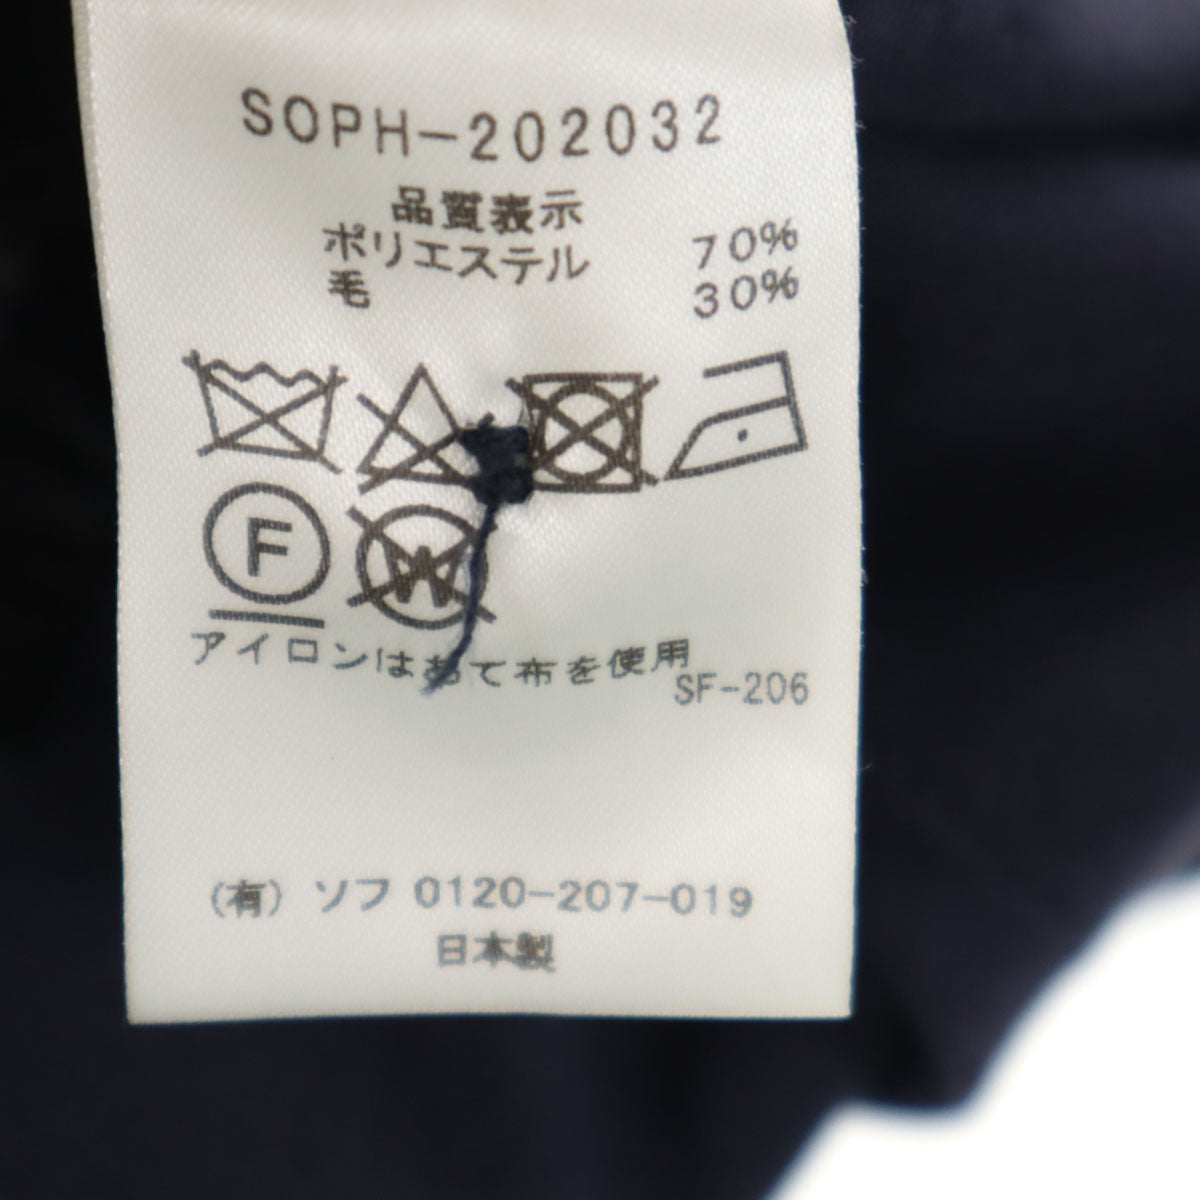 SOPH-202032
品質表示
ポリエステル 70%
毛 30%
F W
アイロンはあて布を使用
SF-206
(有) ソフ 0120-207-019
日本製